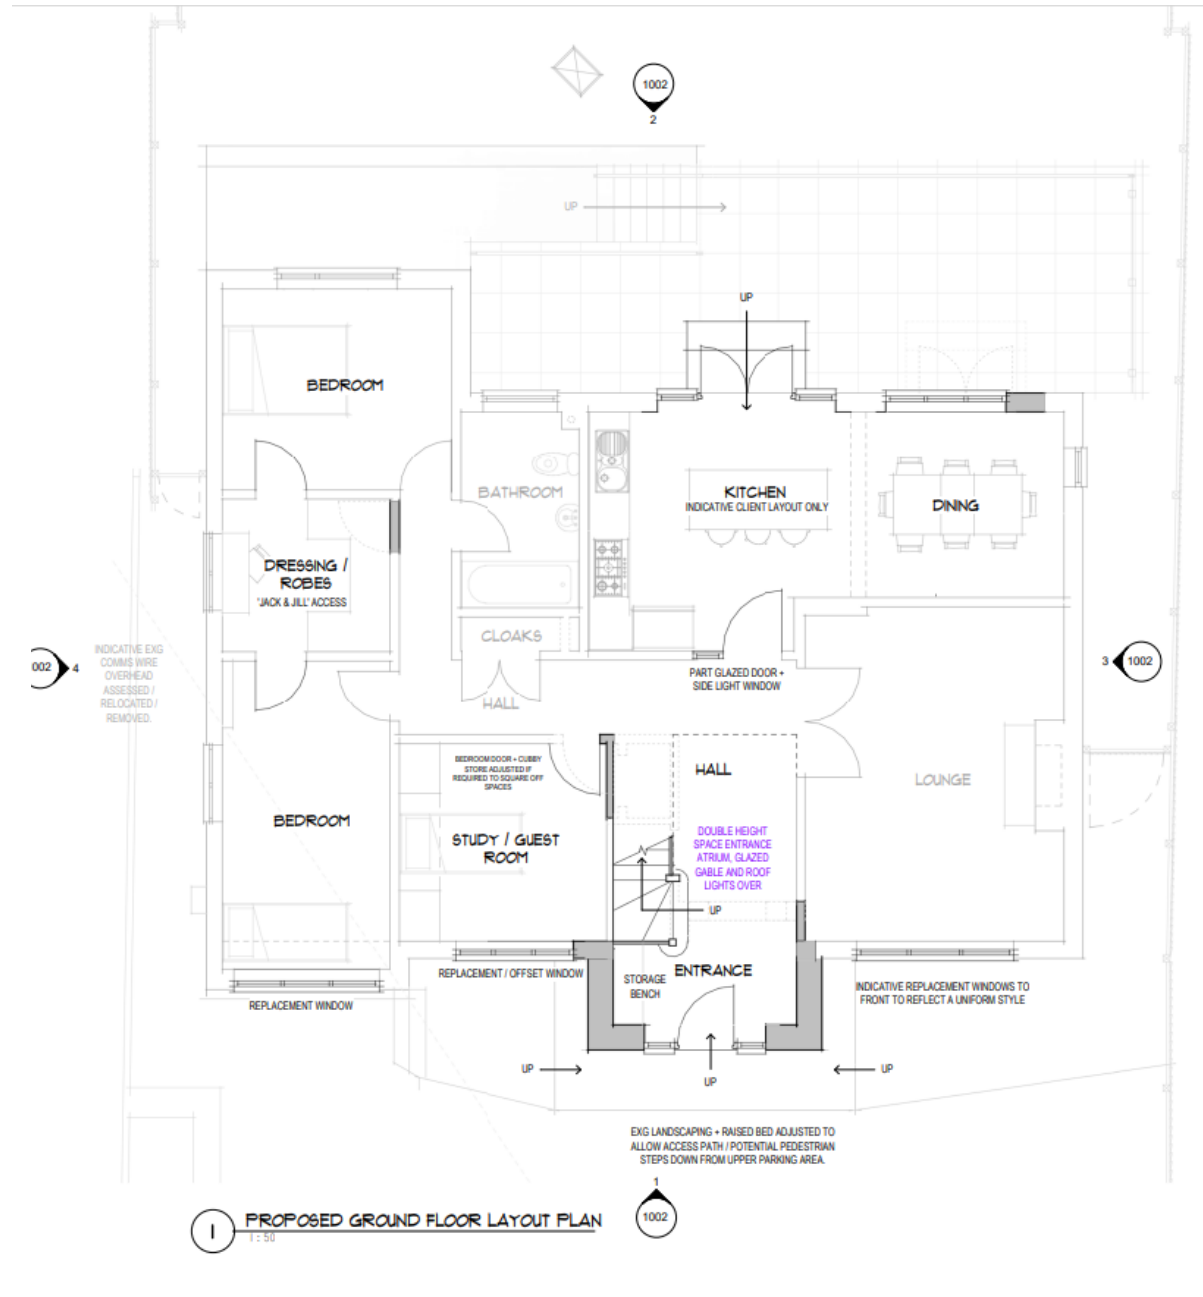 1002
2
UP
UP
BEDROOM
BATHROOM
KITCHEN
INDICATIVE CLIENT LAYOUT ONLY
DINING
DRESSING /
ROBES
'JACK & JILL' ACCESS
CLOAKS
INDICATIVE EXG
COMMS WIRE
OVERHEAD
ASSESSED /
RELOCATED /
REMOVED.
002
4
PART GLAZED DOOR +
SIDE LIGHT WINDOW
3
1002
HALL
BEDROOM DOOR + CUBBY
STORE ADJUSTED IF
REQUIRED TO SQUARE OFF
SPACES
HALL
LOUNGE
BEDROOM
STUDY / GUEST
ROOM
DOUBLE HEIGHT
SPACE ENTRANCE
ATRIUM, GLAZED
GABLE AND ROOF
LIGHTS OVER
UP
REPLACEMENT / OFFSET WINDOW
STORAGE
BENCH
ENTRANCE
INDICATIVE REPLACEMENT WINDOWS TO
FRONT TO REFLECT A UNIFORM STYLE
REPLACEMENT WINDOW
UP
UP
UP
EXG LANDSCAPING + RAISED BED ADJUSTED TO
ALLOW ACCESS PATH / POTENTIAL PEDESTRIAN
STEPS DOWN FROM UPPER PARKING AREA.
1
1002
1
PROPOSED GROUND FLOOR LAYOUT PLAN
1 : 50